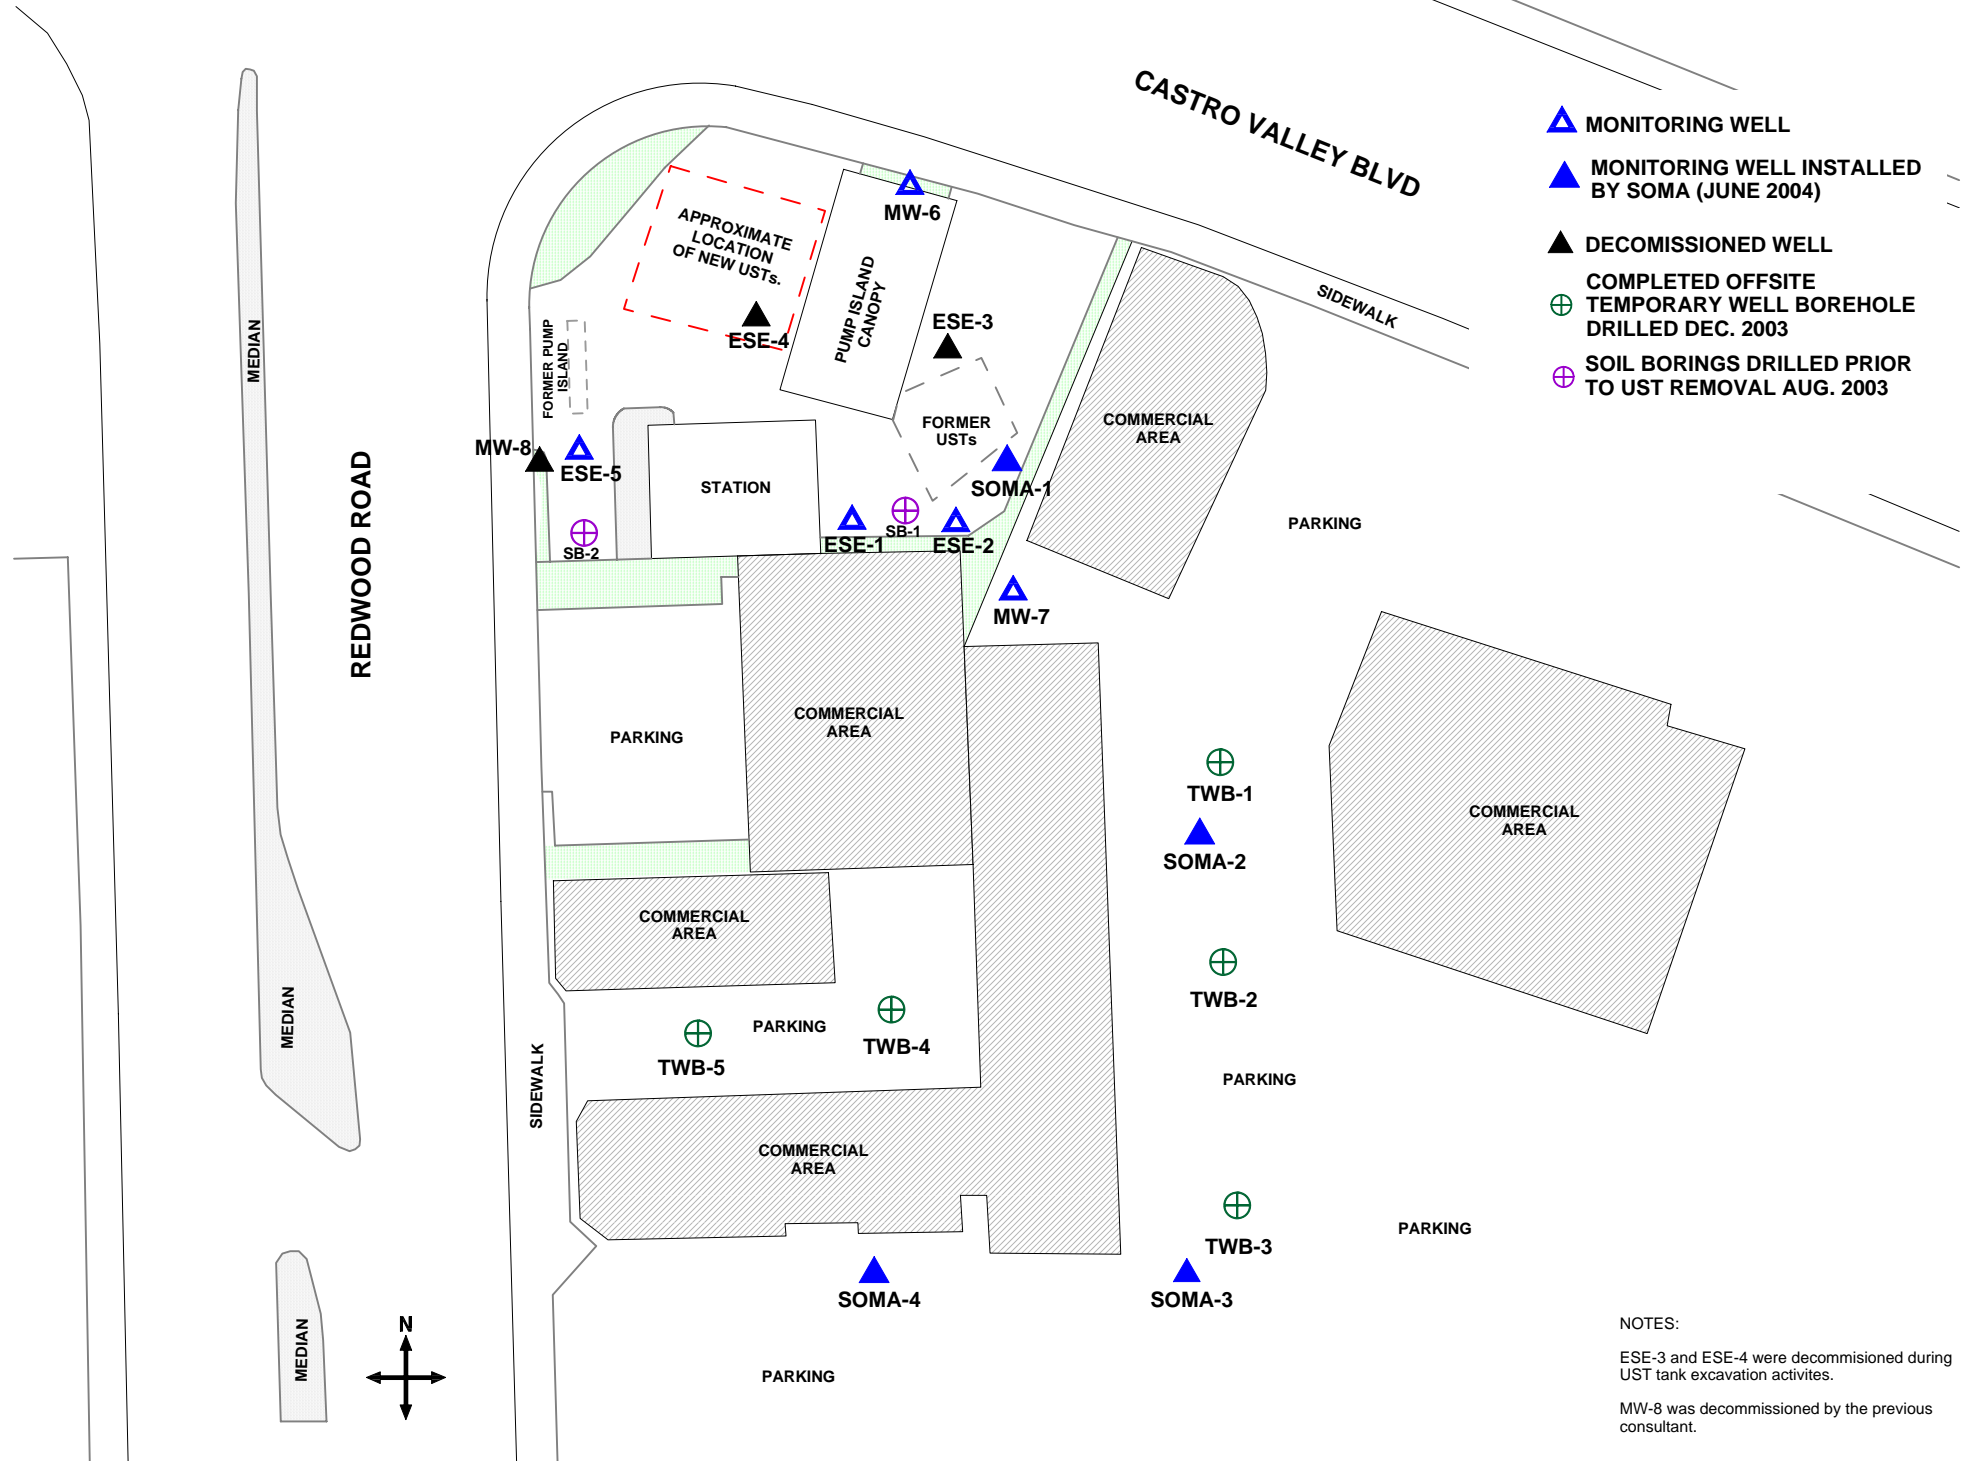 CASTRO VALLEY BLVD
MONITORING WELL
MONITORING WELL INSTALLED
BY SOMA (JUNE 2004)
DECOMISSIONED WELL
COMPLETED OFFSITE
TEMPORARY WELL BOREHOLE
DRILLED DEC. 2003
SOIL BORINGS DRILLED PRIOR
TO UST REMOVAL AUG. 2003
MW-6
APPROXIMATE
LOCATION
OF NEW USTs.
PUMP ISLAND
CANOPY
SIDEWALK
ESE-3
ESE-4
FORMER PUMP
ISLAND
MEDIAN
COMMERCIAL
AREA
FORMER
USTs
MW-8
ESE-5
STATION
SOMA-1
REDWOOD ROAD
PARKING
SB-1
SB-2
ESE-1
ESE-2
MW-7
COMMERCIAL
AREA
PARKING
TWB-1
COMMERCIAL
AREA
SOMA-2
COMMERCIAL
AREA
TWB-2
MEDIAN
PARKING
TWB-4
TWB-5
SIDEWALK
PARKING
COMMERCIAL
AREA
PARKING
TWB-3
SOMA-4
SOMA-3
N
MEDIAN
PARKING
NOTES:
ESE-3 and ESE-4 were decommisioned during
UST tank excavation activites.
MW-8 was decommissioned by the previous
consultant.